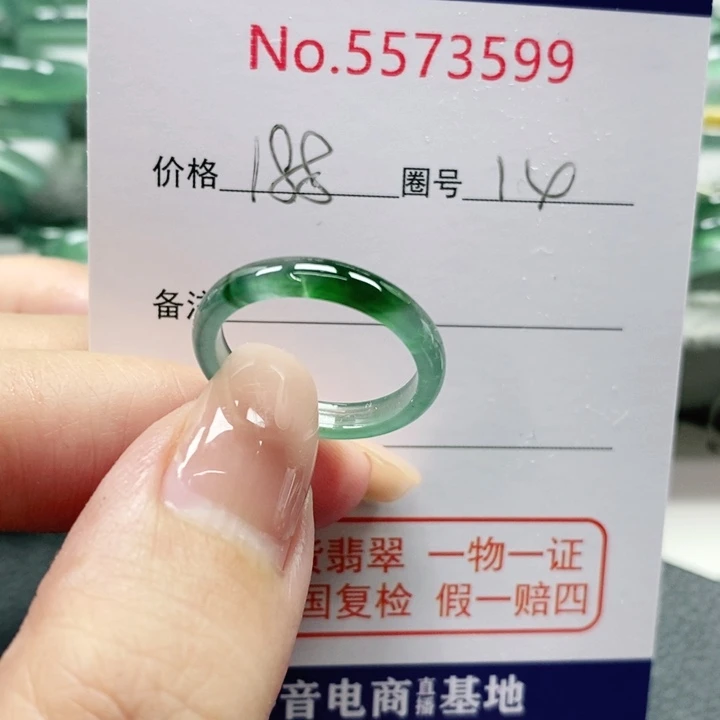 No.5573599
价格 188 圈号 14
备注
翡翠 一物一证
国复检 假一赔四
音电商直播基地